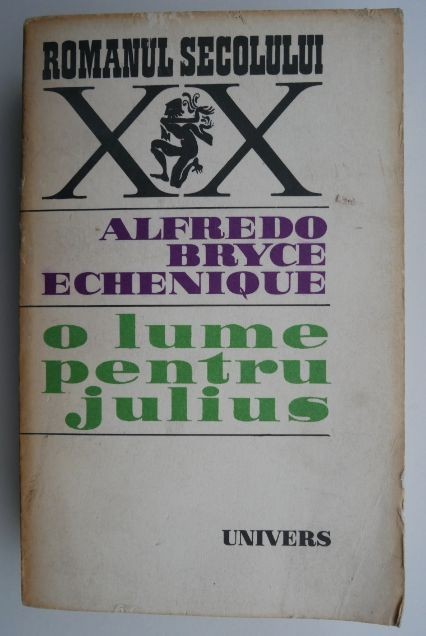 ROMANUL SECOLULUI
XX
ALFREDO
BRYCE
ECHENIQUE
o lume
pentru
julius
UNIVERS